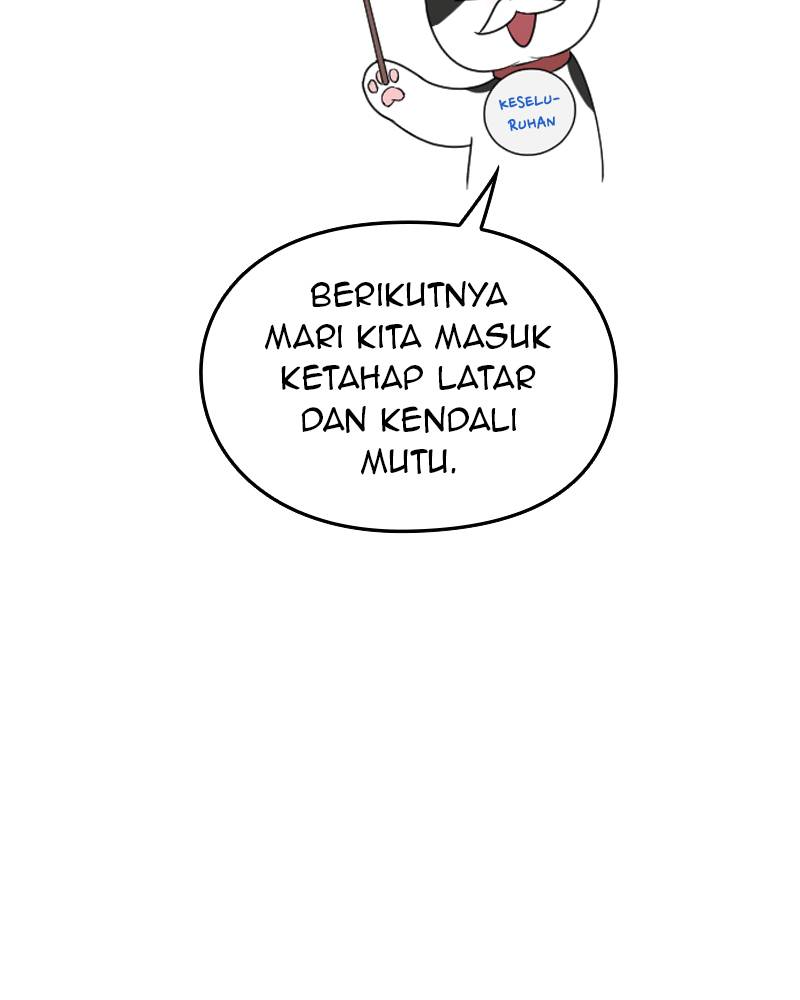 KESELU-
RUHAN
BERIKUTNYA
MARI KITA MASUK
KETAHAP LATAR
DAN KENDALI
MUTU.